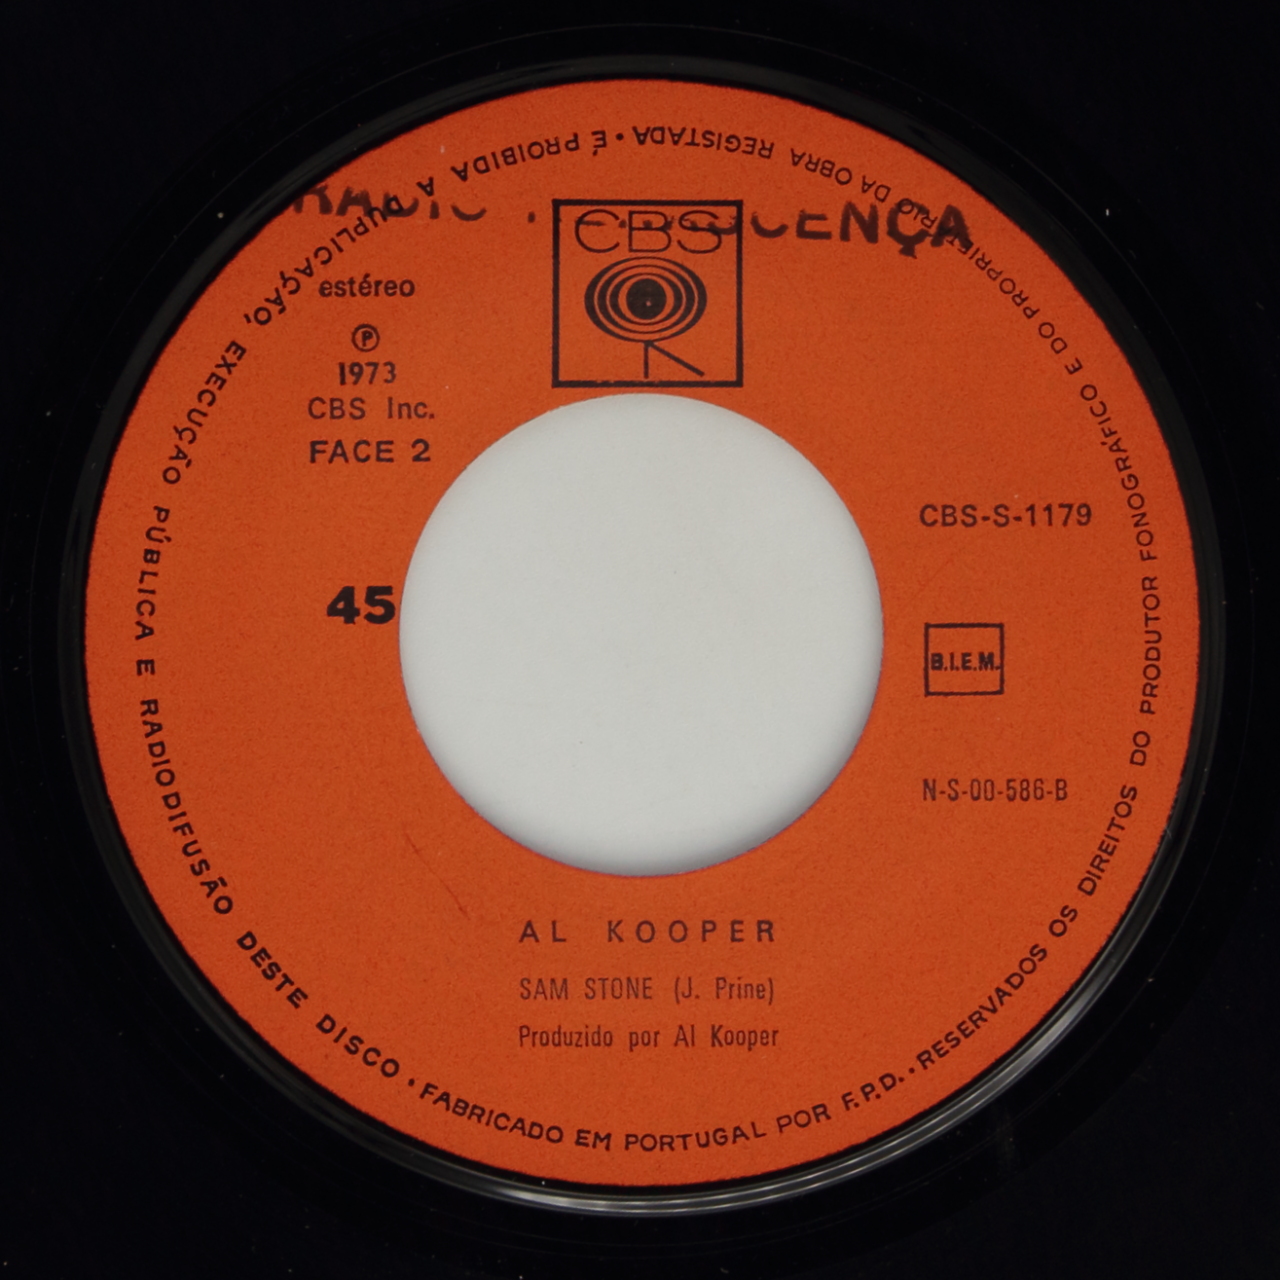 É PROIBIDA A DUPLICAÇÃO, EXECUÇÃO PÚBLICA E RADIODIFUSÃO DESTE DISCO • FABRICADO EM PORTUGAL POR F.P.D. • RESERVADOS OS DIREITOS DO PRODUTOR FONOGRÁFICO E DO PROPRIETÁRIO DA OBRA REGISTADA •
RADIO
CBS
estéreo
Ⓟ
1973
CBS Inc.
FACE 2
CBS-S-1179
45
B.I.E.M.
N-S-00-586-B
AL KOOPER
SAM STONE (J. Prine)
Produzido por Al Kooper